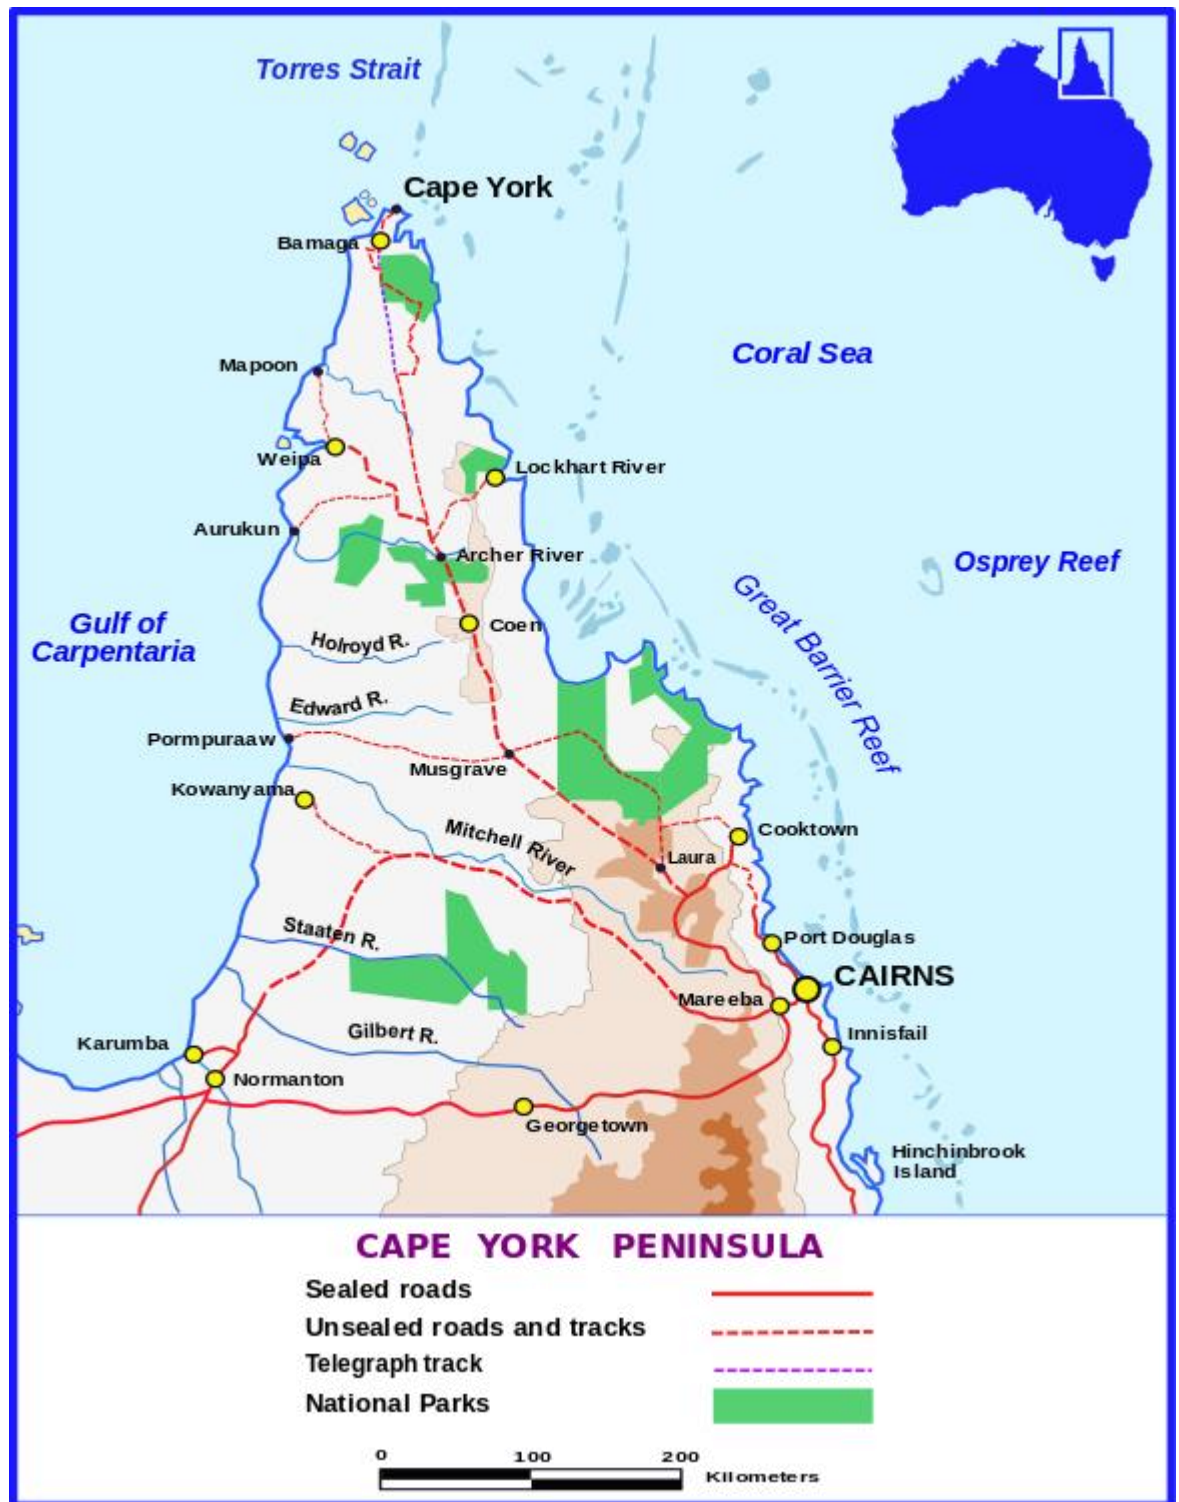 Torres Strait
Cape York
Bamaga
Coral Sea
Mapoon
Weipa
Lockhart River
Aurukun
Archer River
Osprey Reef
Great Barrier Reef
Gulf of
Carpentaria
Coen
Holroyd R.
Edward R.
Pormpuraaw
Musgrave
Kowanyama
Mitchell River
Cooktown
Laura
Staaten R.
Port Douglas
CAIRNS
Mareeba
Gilbert R.
Innisfail
Karumba
Normanton
Georgetown
Hinchinbrook
Island
CAPE YORK PENINSULA
Sealed roads
Unsealed roads and tracks
Telegraph track
National Parks
0 100 200
Kilometers